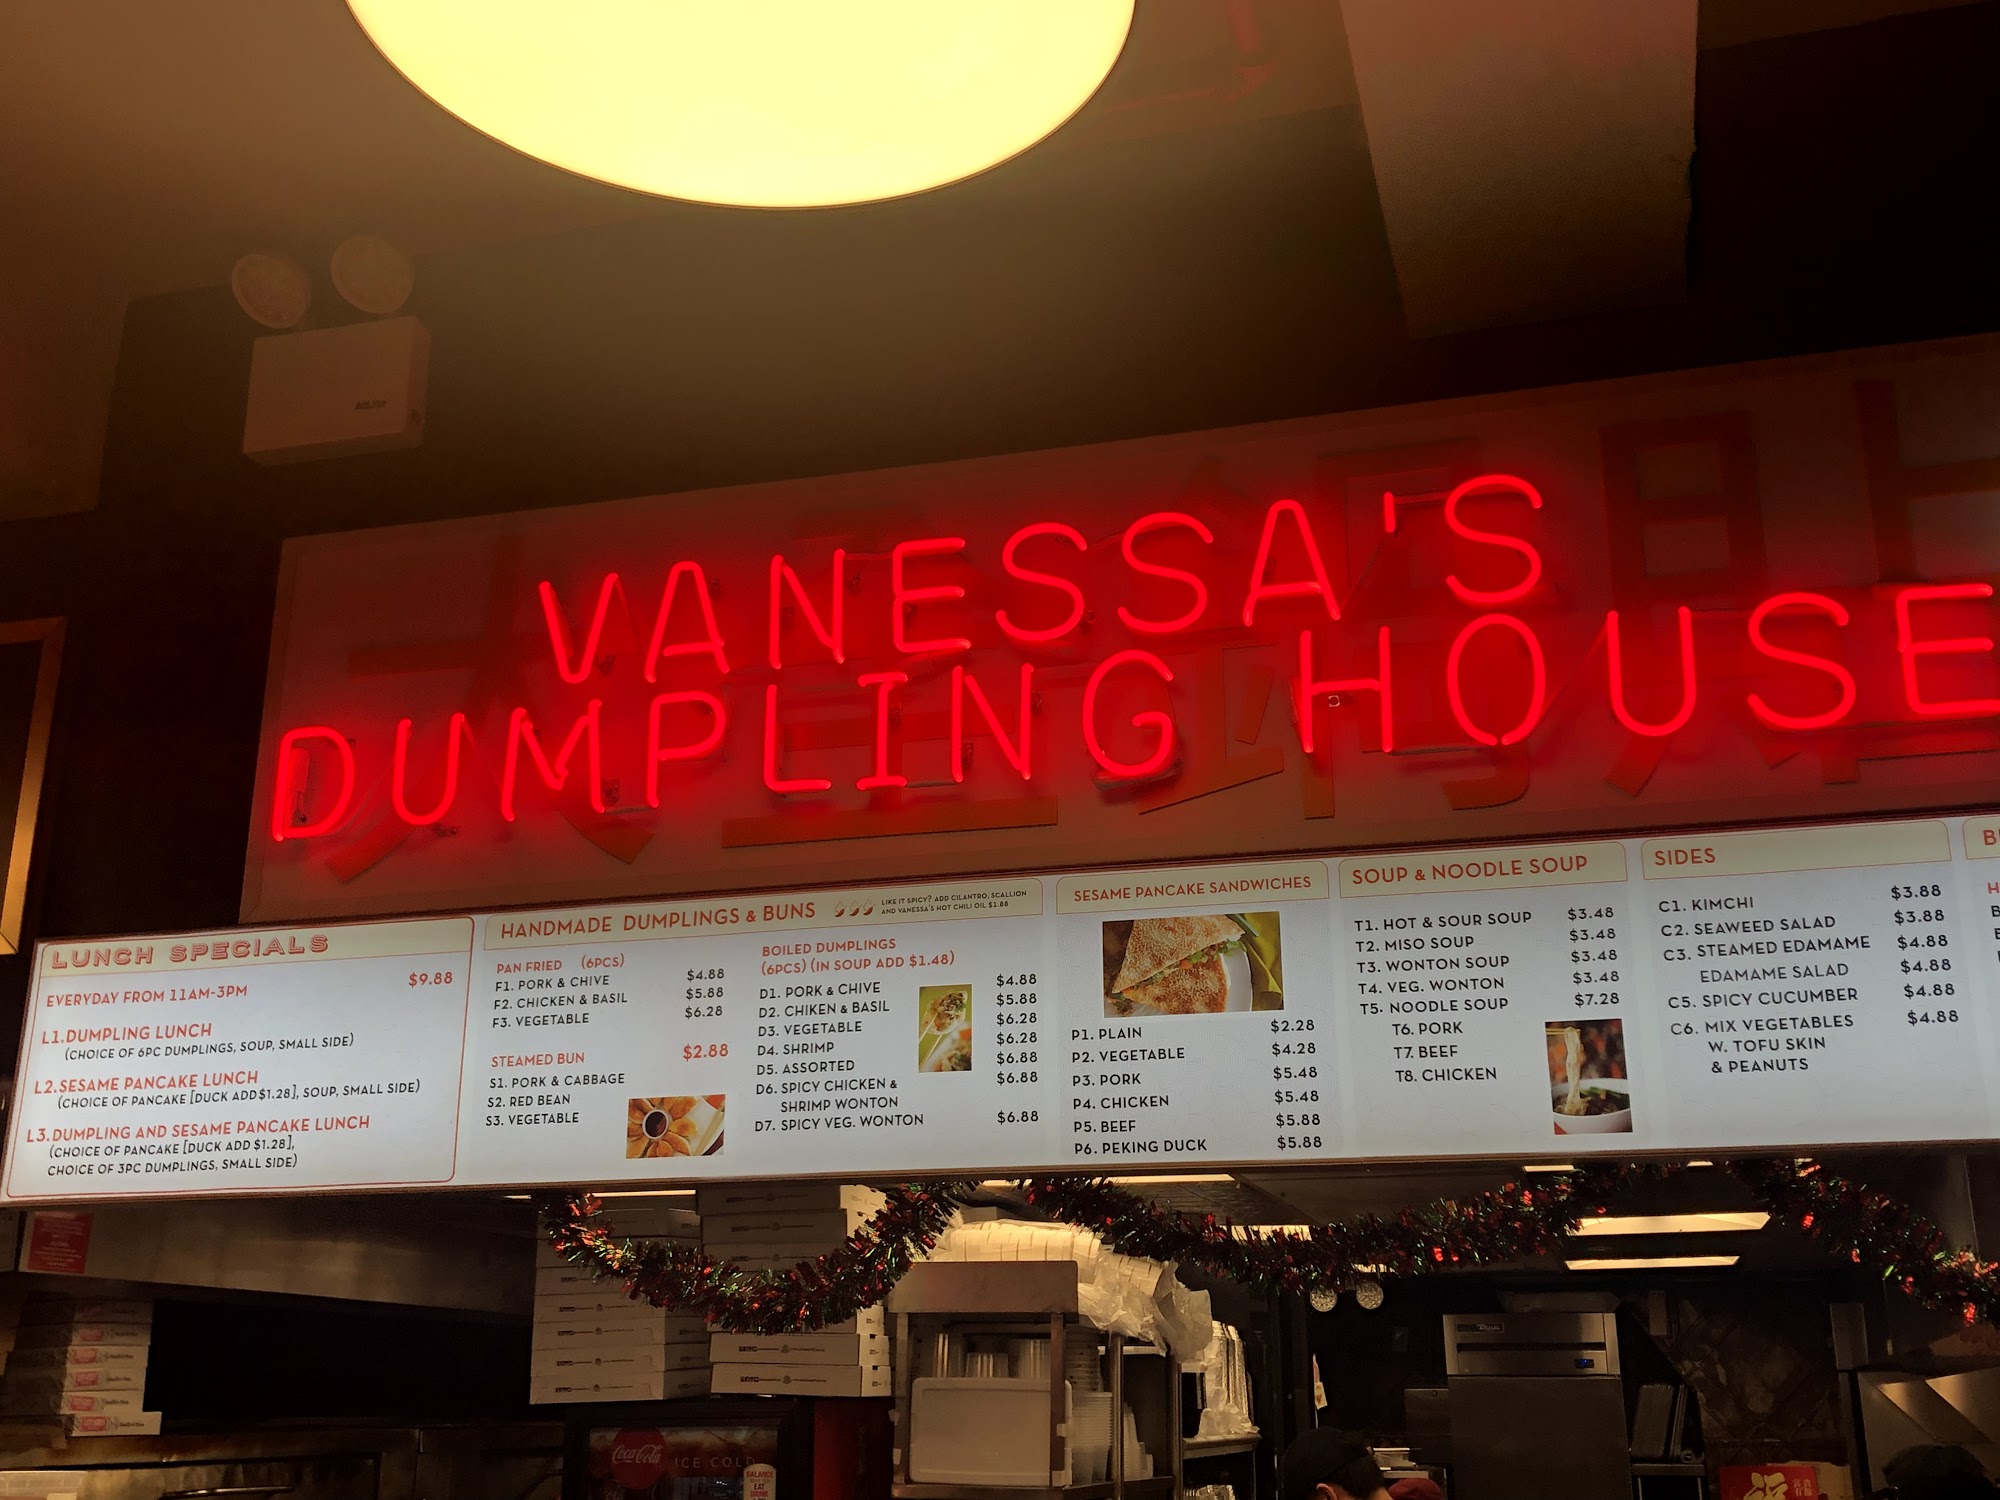 VANESSA'S
DUMPLING HOUSE
LUNCH SPECIALS
EVERYDAY FROM 11AM-3PM $9.88
L1. DUMPLING LUNCH
(CHOICE OF 6PC DUMPLINGS, SOUP, SMALL SIDE)
L2. SESAME PANCAKE LUNCH
(CHOICE OF PANCAKE [DUCK ADD $1.28], SOUP, SMALL SIDE)
L3. DUMPLING AND SESAME PANCAKE LUNCH
(CHOICE OF PANCAKE [DUCK ADD $1.28],
CHOICE OF 3PC DUMPLINGS, SMALL SIDE)
HANDMADE DUMPLINGS & BUNS
LIKE IT SPICY? ADD CILANTRO, SCALLION
AND VANESSA'S HOT CHILI OIL $1.88
PAN FRIED (6PCS)
F1. PORK & CHIVE $4.88
F2. CHICKEN & BASIL $5.88
F3. VEGETABLE $6.28
STEAMED BUN $2.88
S1. PORK & CABBAGE
S2. RED BEAN
S3. VEGETABLE
BOILED DUMPLINGS
(6PCS) (IN SOUP ADD $1.48)
D1. PORK & CHIVE $4.88
D2. CHIKEN & BASIL $5.88
D3. VEGETABLE $6.28
D4. SHRIMP $6.28
D5. ASSORTED $6.88
D6. SPICY CHICKEN & $6.88
SHRIMP WONTON
D7. SPICY VEG. WONTON $6.88
SESAME PANCAKE SANDWICHES
P1. PLAIN $2.28
P2. VEGETABLE $4.28
P3. PORK $5.48
P4. CHICKEN $5.48
P5. BEEF $5.88
P6. PEKING DUCK $5.88
SOUP & NOODLE SOUP
T1. HOT & SOUR SOUP $3.48
T2. MISO SOUP $3.48
T3. WONTON SOUP $3.48
T4. VEG. WONTON $3.48
T5. NOODLE SOUP $7.28
T6. PORK
T7. BEEF
T8. CHICKEN
SIDES
C1. KIMCHI $3.88
C2. SEAWEED SALAD $3.88
C3. STEAMED EDAMAME $4.88
EDAMAME SALAD $4.88
C5. SPICY CUCUMBER $4.88
C6. MIX VEGETABLES $4.88
W. TOFU SKIN
& PEANUTS
Coca-Cola ICE COLD
BALANCE
EAT